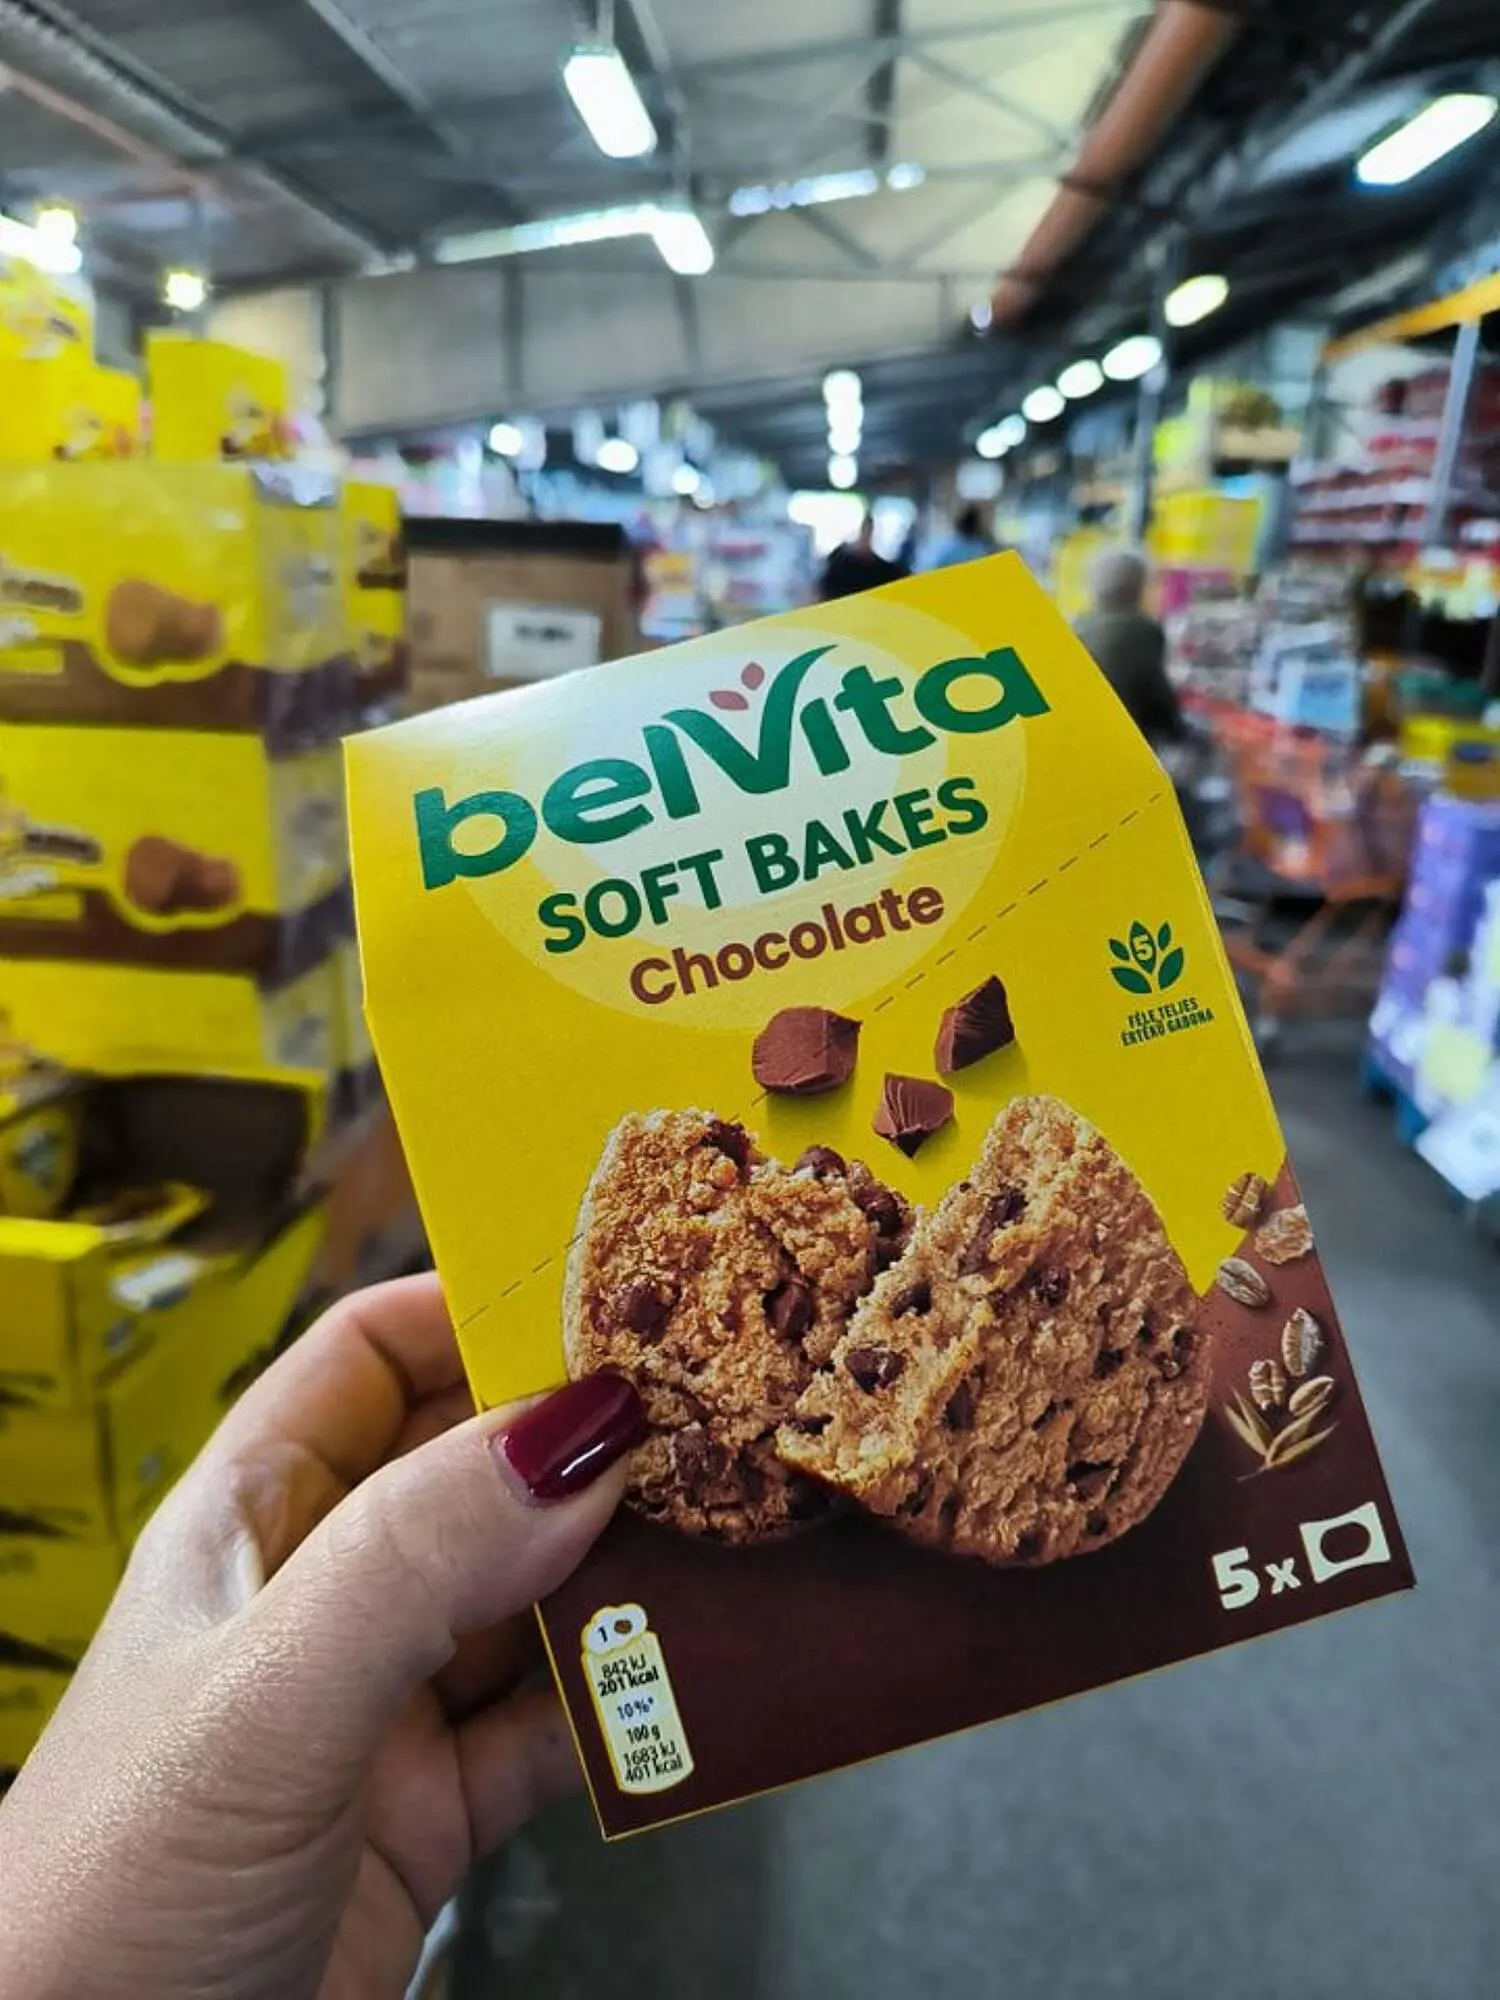 belVita
SOFT BAKES
Chocolate
5
FÉLE TELJES
ÉRTÉKŰ GABONA
5x
1
842 kJ
201 kcal
10%*
100 g
1683 kJ
401 kcal